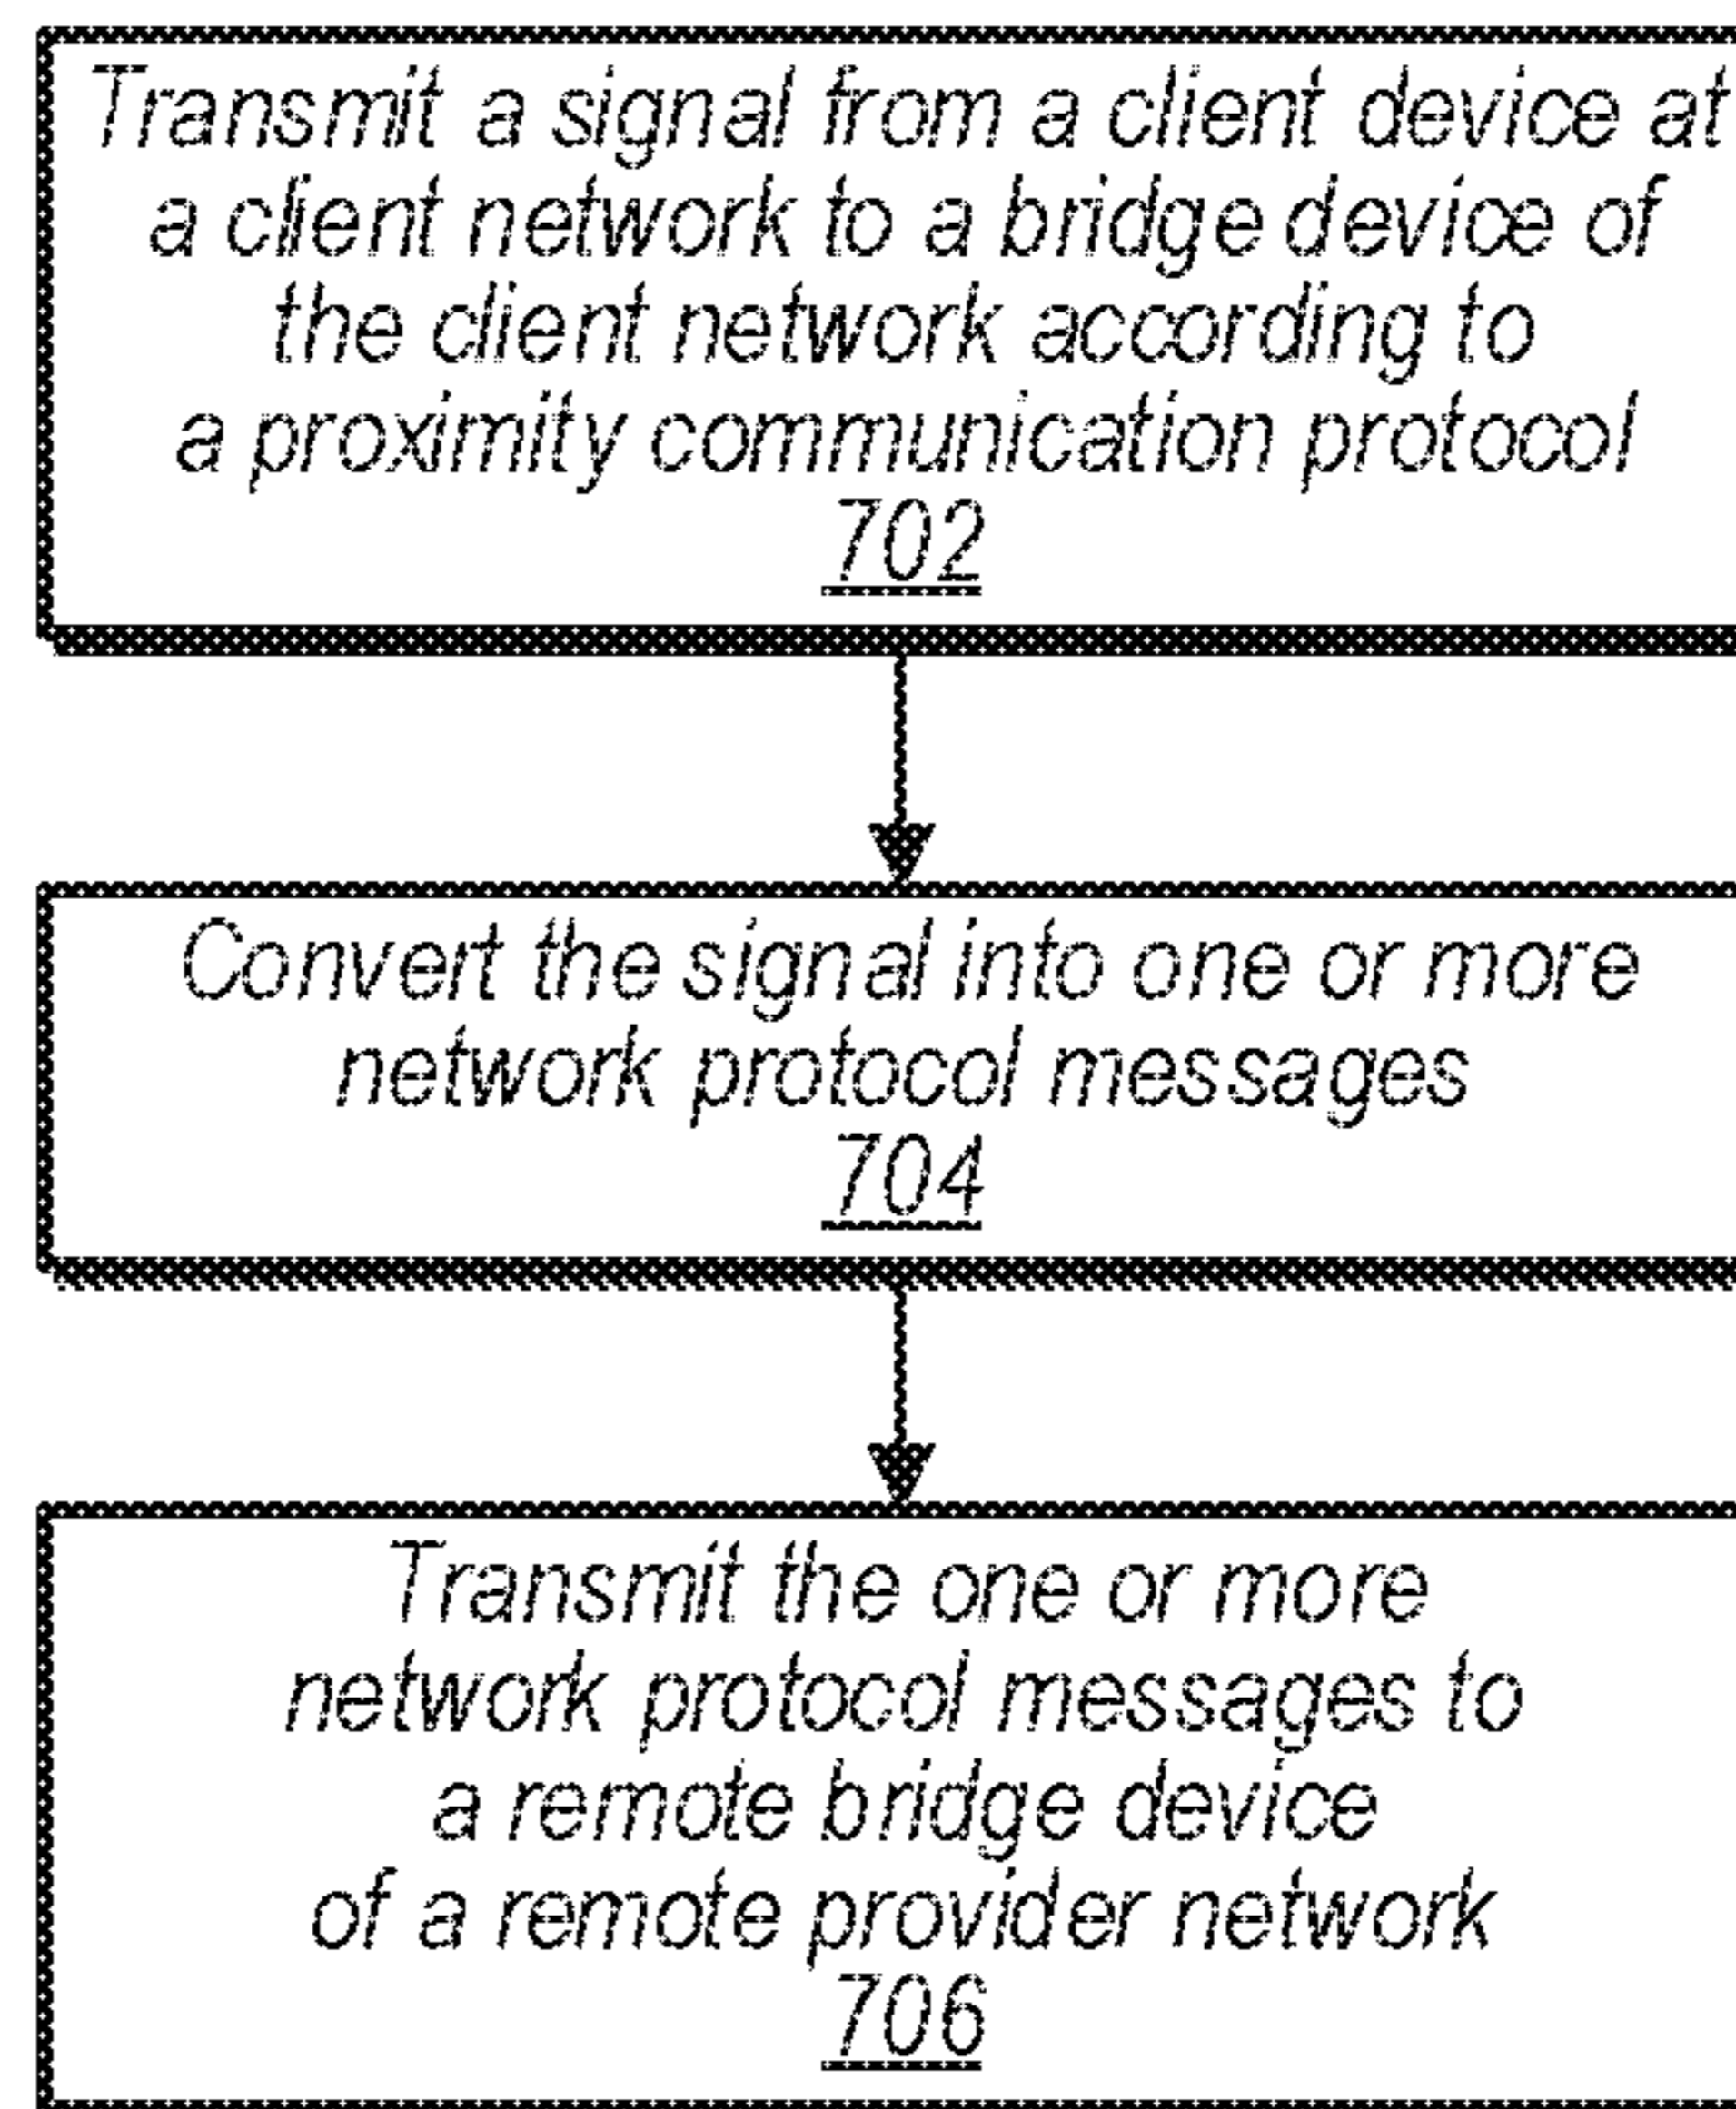 Transmit a signal from a client device at
a client network to a bridge device of
the client network according to
a proximity communication protocol
702
Convert the signal into one or more
network protocol messages
704
Transmit the one or more
network protocol messages to
a remote bridge device
of a remote provider network
706